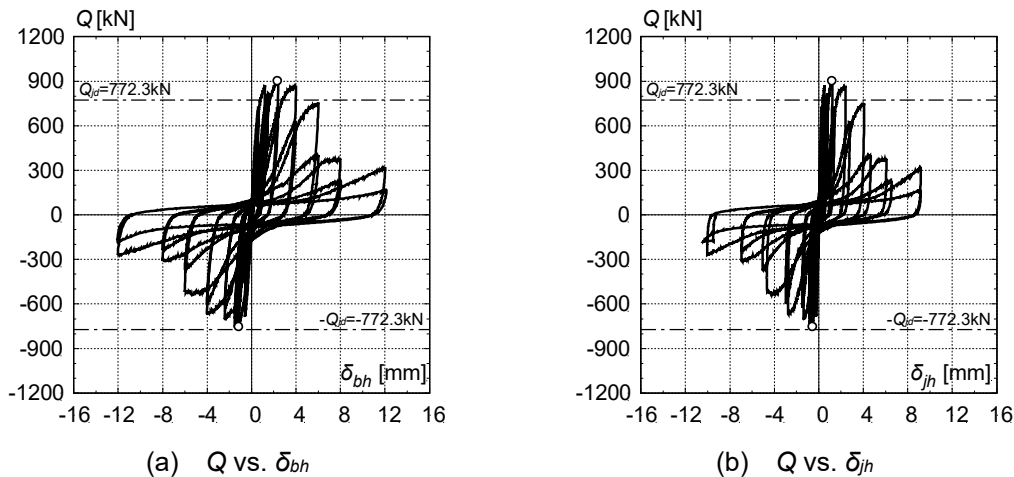 Q [kN]
1200
900
Qjd=772.3kN
600
300
0
-300
-600
-Qjd=-772.3kN
-900
δbh [mm]
-1200
-16 -12 -8 -4 0 4 8 12 16
(a) Q vs. δbh
Q [kN]
1200
900
Qjd=772.3kN
600
300
0
-300
-600
-Qjd=-772.3kN
-900
δjh [mm]
-1200
-16 -12 -8 -4 0 4 8 12 16
(b) Q vs. δjh